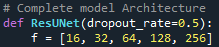 # Complete model Architecture
def ResUNet(dropout_rate=0.5):
    f = [16, 32, 64, 128, 256]